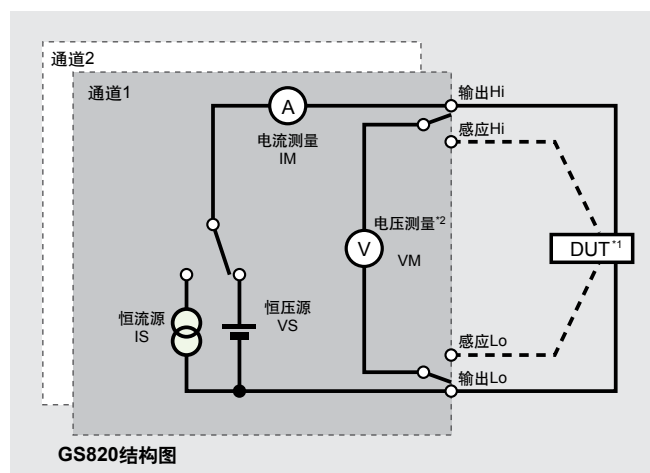 通道2
通道1
A
电流测量
IM
输出Hi
感应Hi
电压测量*2
V
VM
DUT*1
恒流源
IS
恒压源
VS
感应Lo
输出Lo
GS820结构图